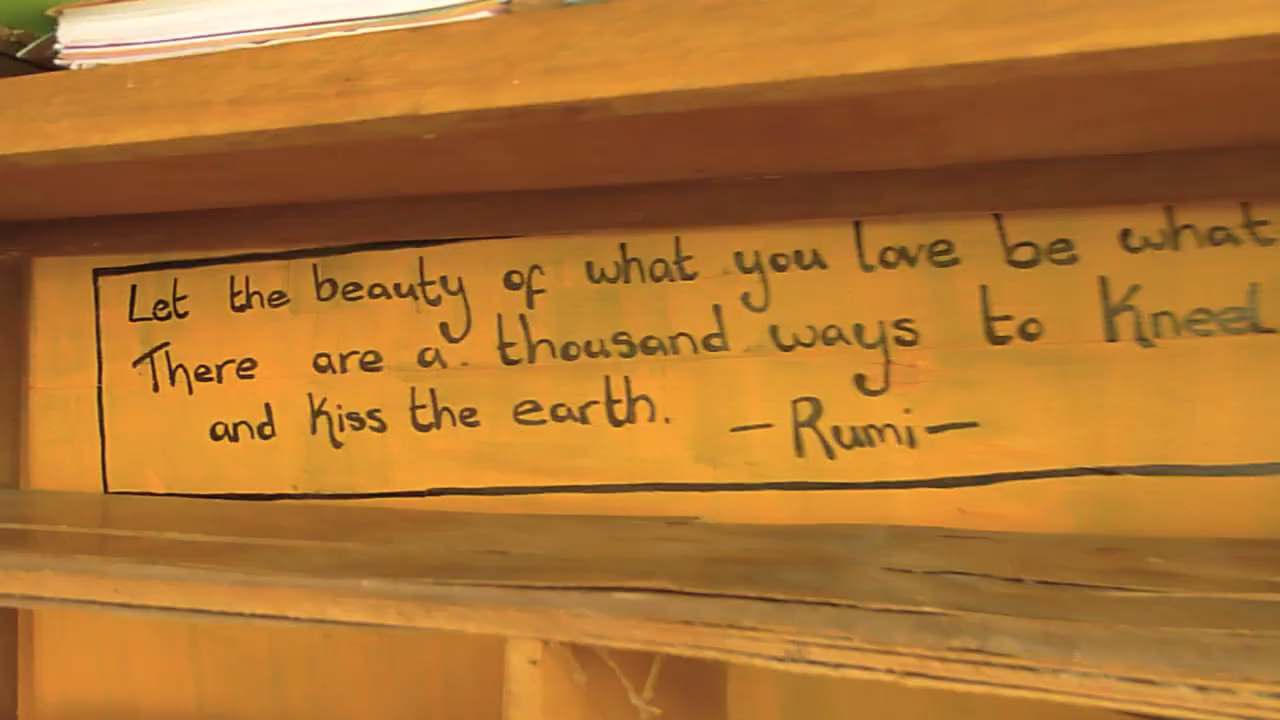 Let the beauty of what you love be what
There are a thousand ways to Kneel
and Kiss the earth.
-Rumi-